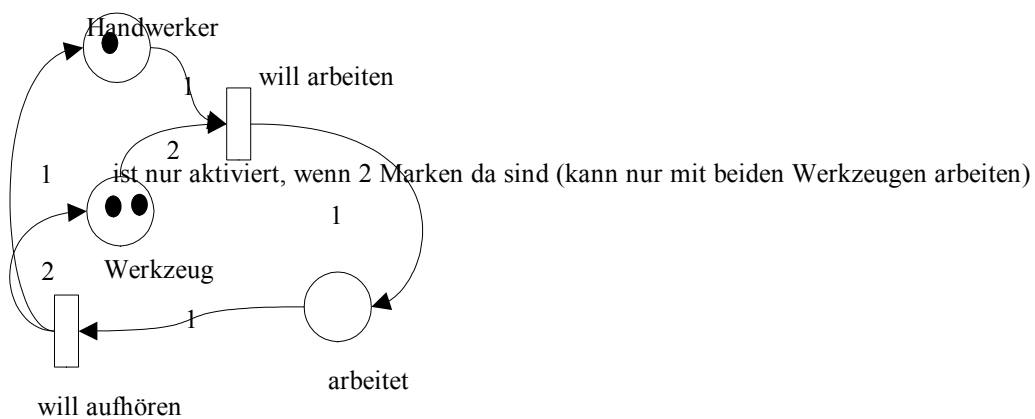 Handwerker
will arbeiten
1
2
ist nur aktiviert, wenn 2 Marken da sind (kann nur mit beiden Werkzeugen arbeiten)
1
1
2
Werkzeug
1
arbeitet
will aufhören